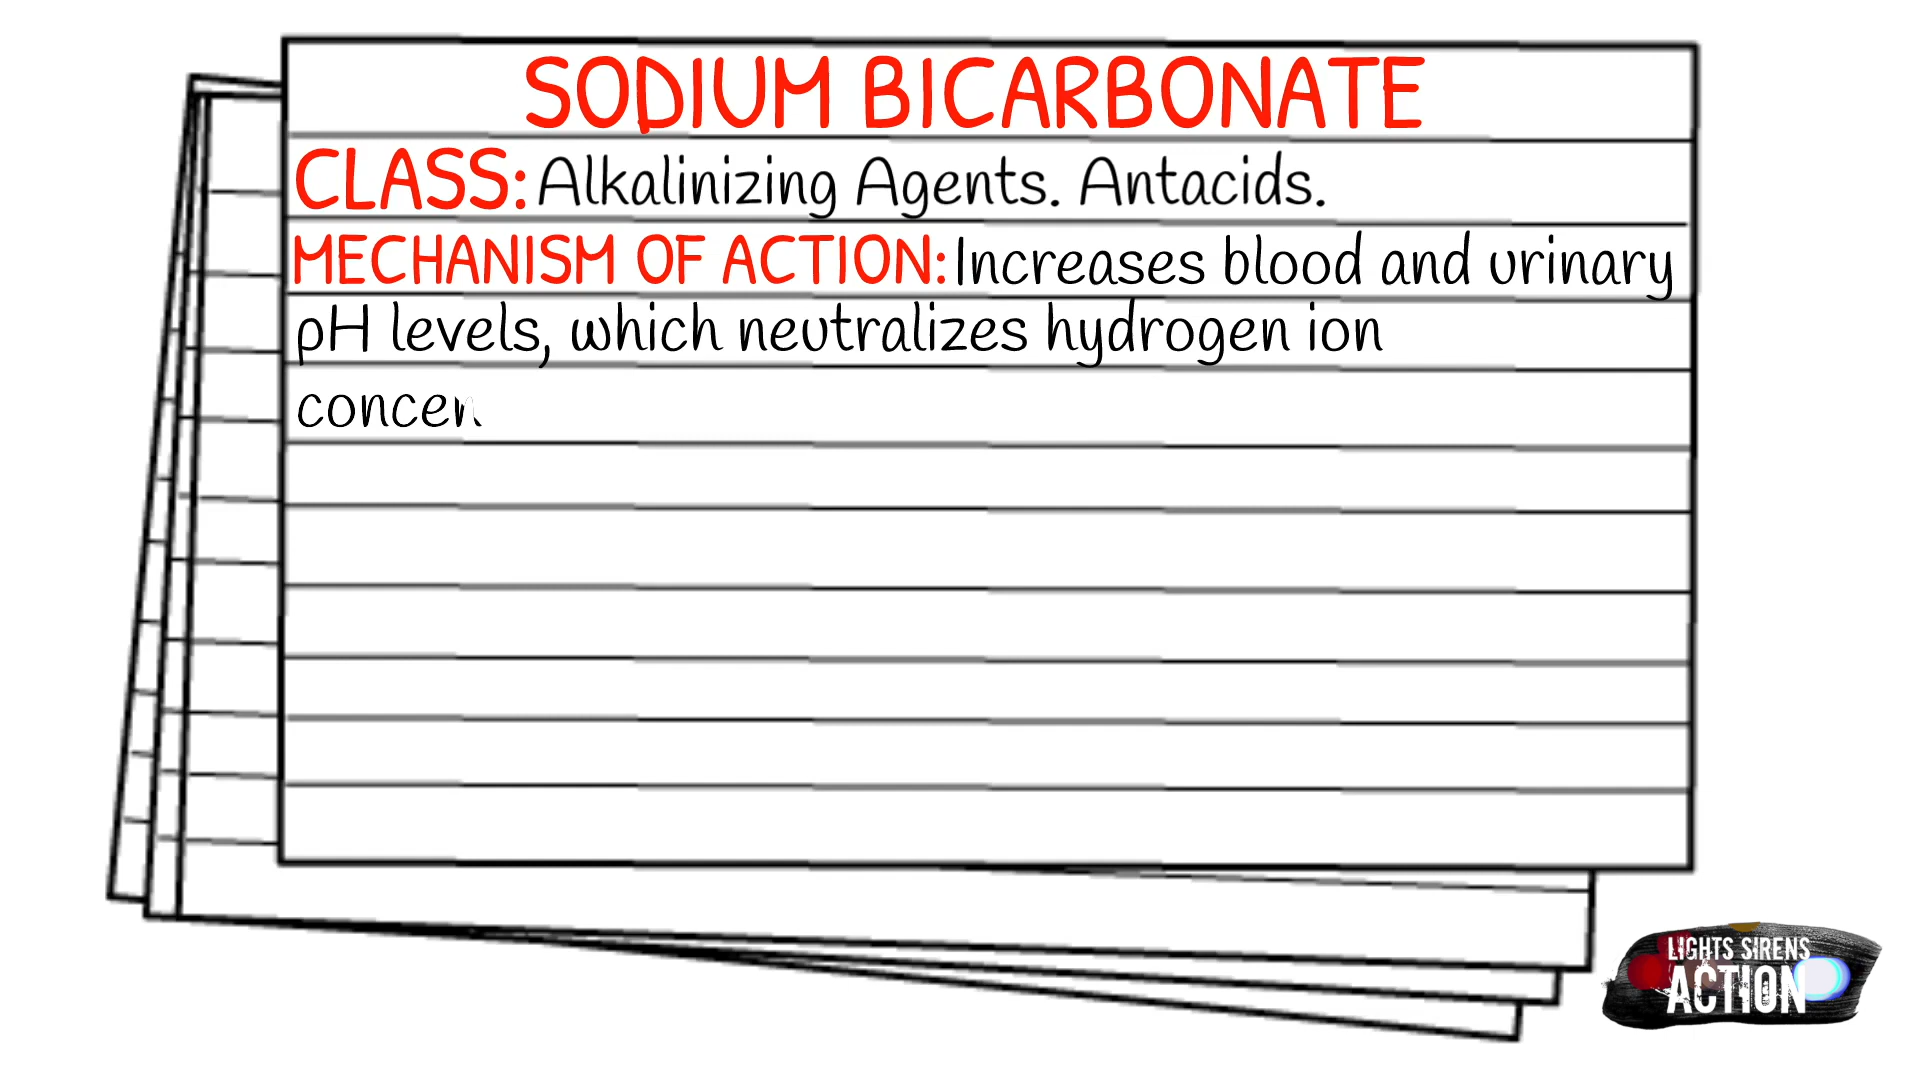 SODIUM BICARBONATE
CLASS: Alkalinizing Agents. Antacids.
MECHANISM OF ACTION: Increases blood and urinary
pH levels, which neutralizes hydrogen ion
concen
LIGHTS SIRENS
ACTION